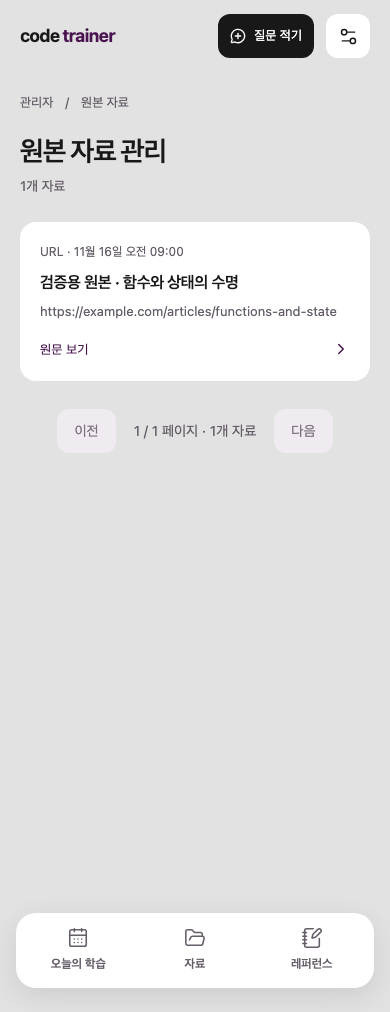 code trainer
질문 적기
관리자 / 원본 자료
원본 자료 관리
1개 자료
URL · 11월 16일 오전 09:00
검증용 원본 · 함수와 상태의 수명
https://example.com/articles/functions-and-state
원문 보기
이전 1 / 1 페이지 · 1개 자료 다음
오늘의 학습 자료 레퍼런스